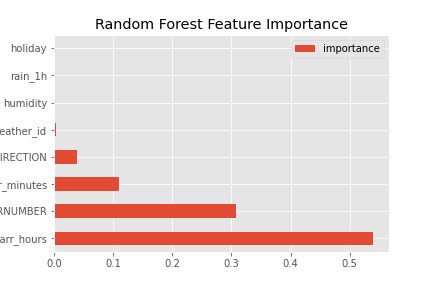 Random Forest Feature Importance
importance
holiday
rain_1h
humidity
eather_id
IRECTION
r_minutes
RNUMBER
arr_hours
0.0 0.1 0.2 0.3 0.4 0.5